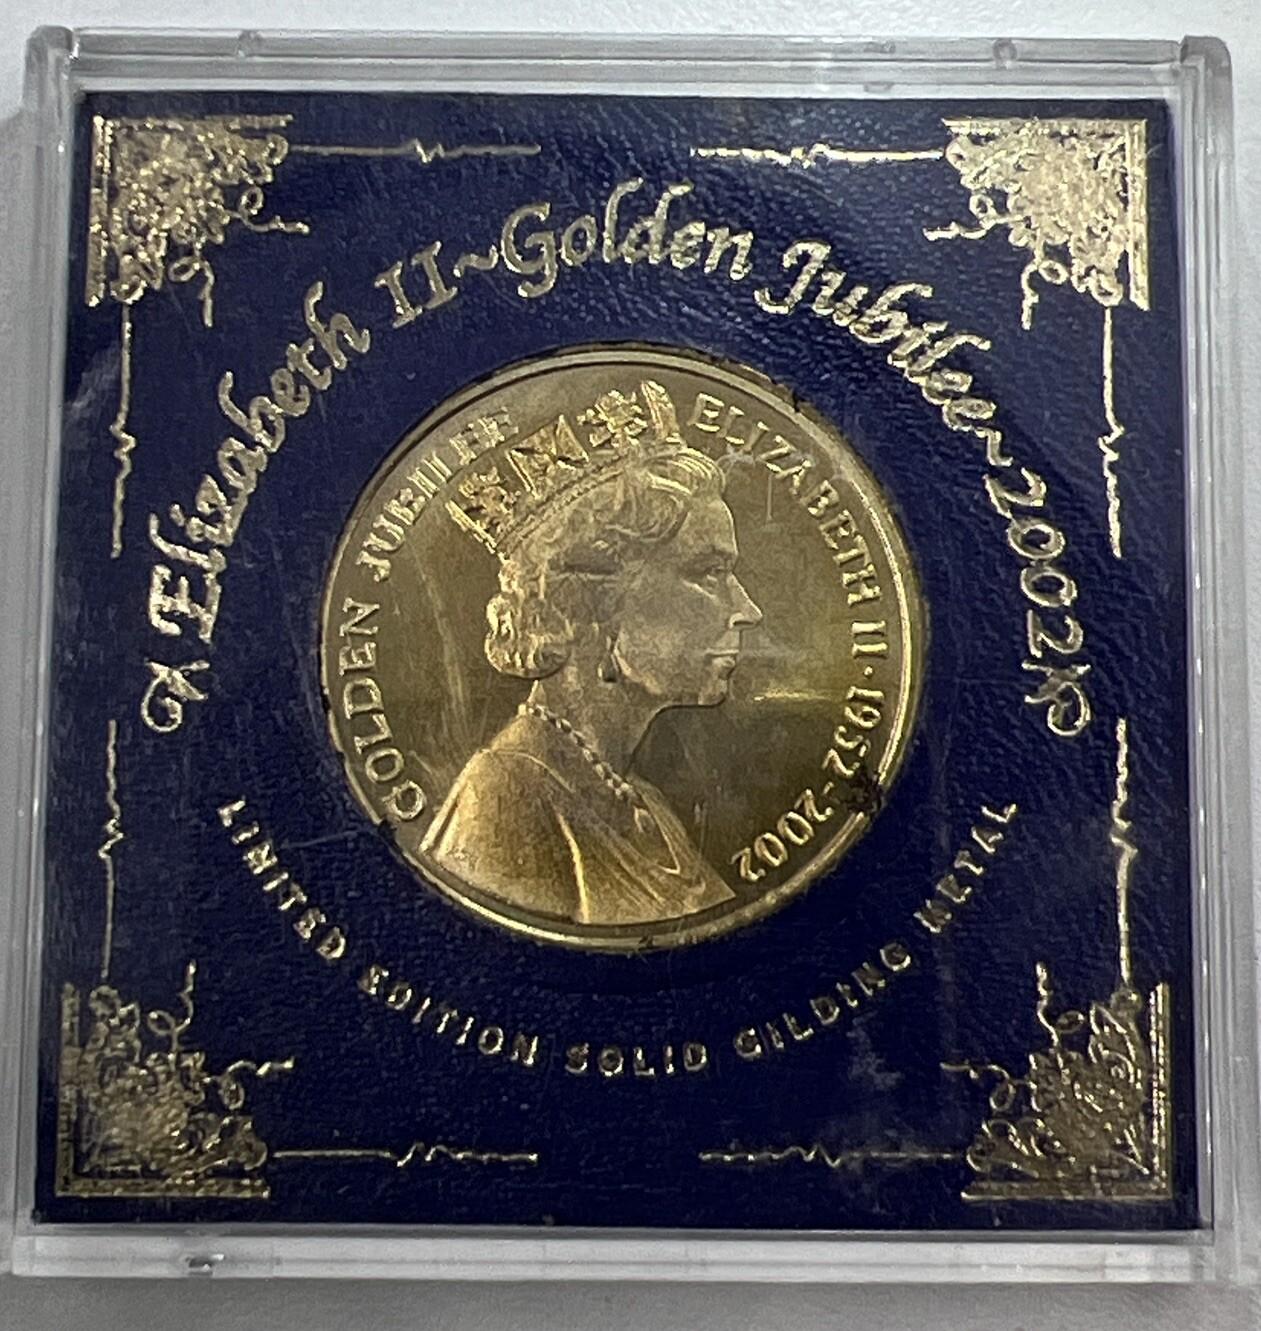 Elizabeth II~Golden Jubilee~2002
GOLDEN JUBILEE
ELIZABETH II · 1952-2002
LIMITED EDITION SOLID GILDING METAL